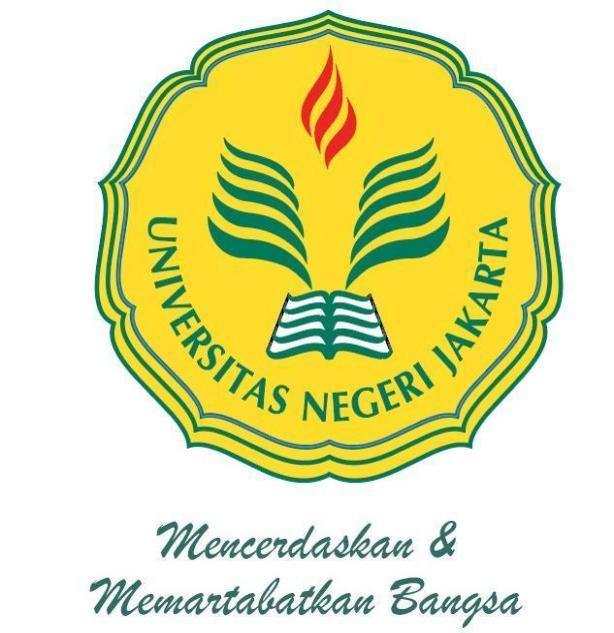 UNIVERSITAS NEGERI JAKARTA
Mencerdaskan &
Memartabatkan Bangsa